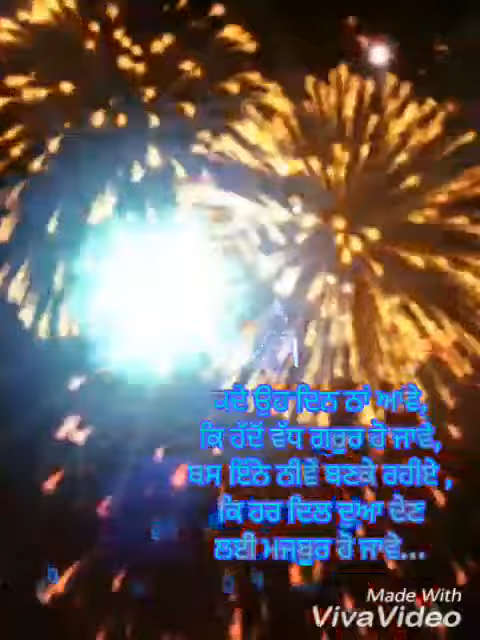 ਕਦੇ ਉਹ ਦਿਨ ਨਾਂ ਆਵੇ,
ਕਿ ਹੱਦੋਂ ਵੱਧ ਗਰੂਰ ਹੋ ਜਾਵੇ,
ਬਸ ਇੰਨੇ ਨੀਵੇਂ ਬਣਕੇ ਰਹੀਏ ,
ਕਿ ਹਰ ਦਿਲ ਦੁਆ ਦੇਣ
ਲਈ ਮਜਬੂਰ ਹੋ ਜਾਵੇ...
Made With
VivaVideo